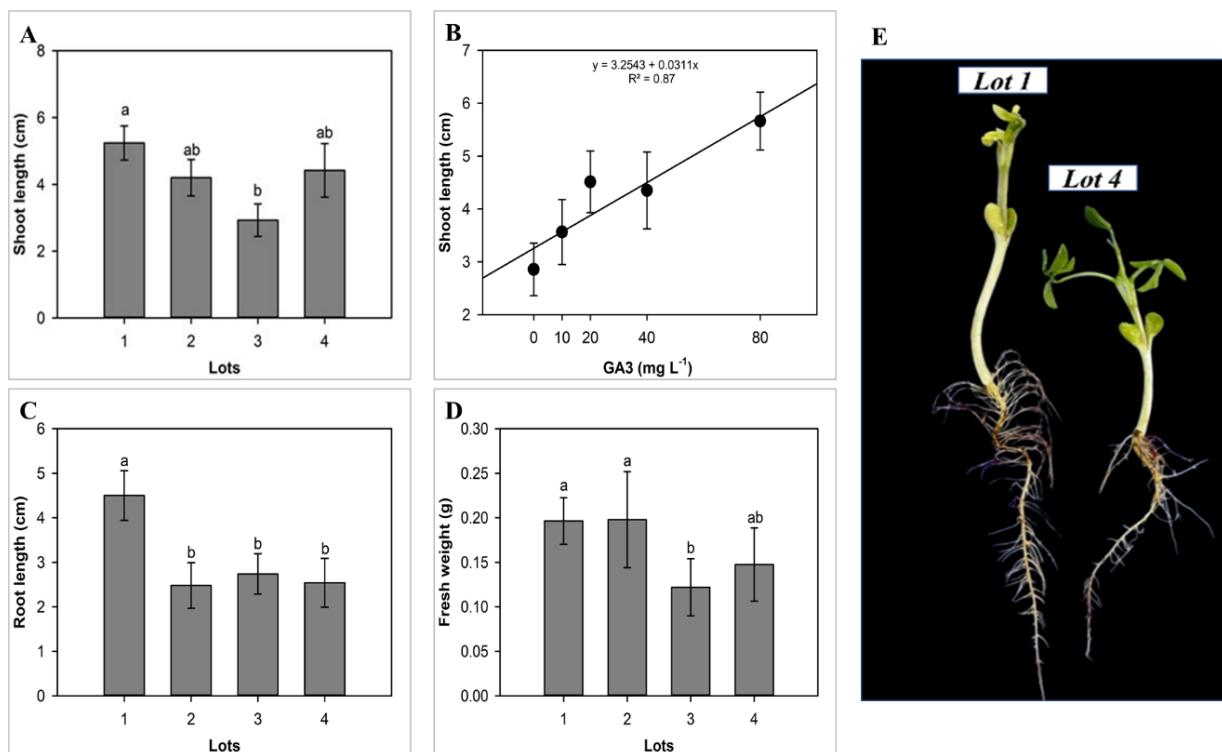 A
8
6
4
2
0
Shoot length (cm)
a
ab
b
ab
1 2 3 4
Lots
B
7
6
5
4
3
2
Shoot length (cm)
y = 3.2543 + 0.0311x
R² = 0.87
0 10 20 40 80
GA3 (mg L⁻¹)
E
Lot 1
Lot 4
C
6
5
4
3
2
1
0
Root length (cm)
a
b
b
b
1 2 3 4
Lots
D
0.30
0.25
0.20
0.15
0.10
0.05
0.00
Fresh weight (g)
a
a
b
ab
1 2 3 4
Lots